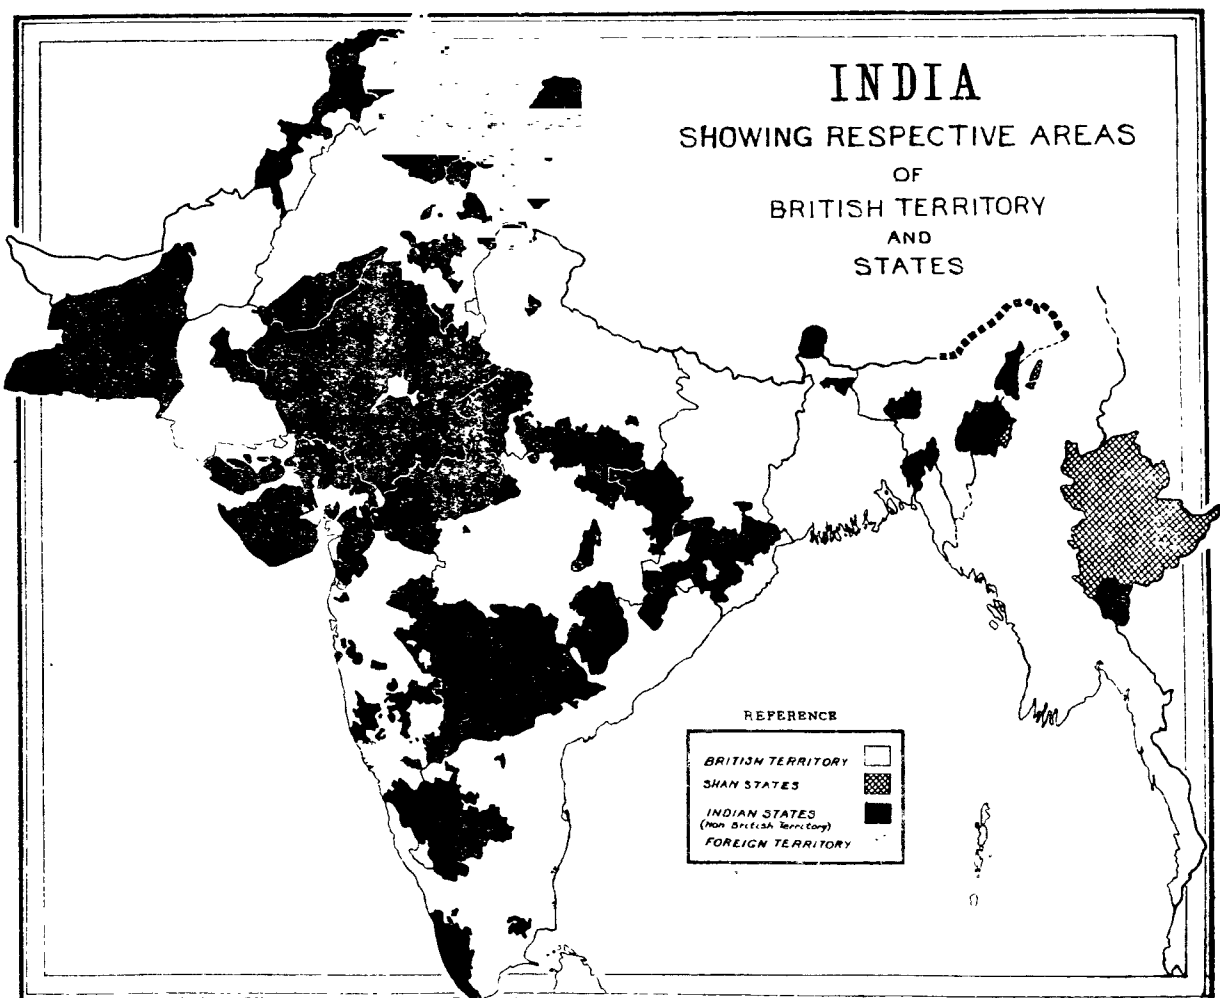 INDIA
SHOWING RESPECTIVE AREAS
OF
BRITISH TERRITORY
AND
STATES
REFERENCE
BRITISH TERRITORY
SHAN STATES
INDIAN STATES
(Non British Territory)
FOREIGN TERRITORY